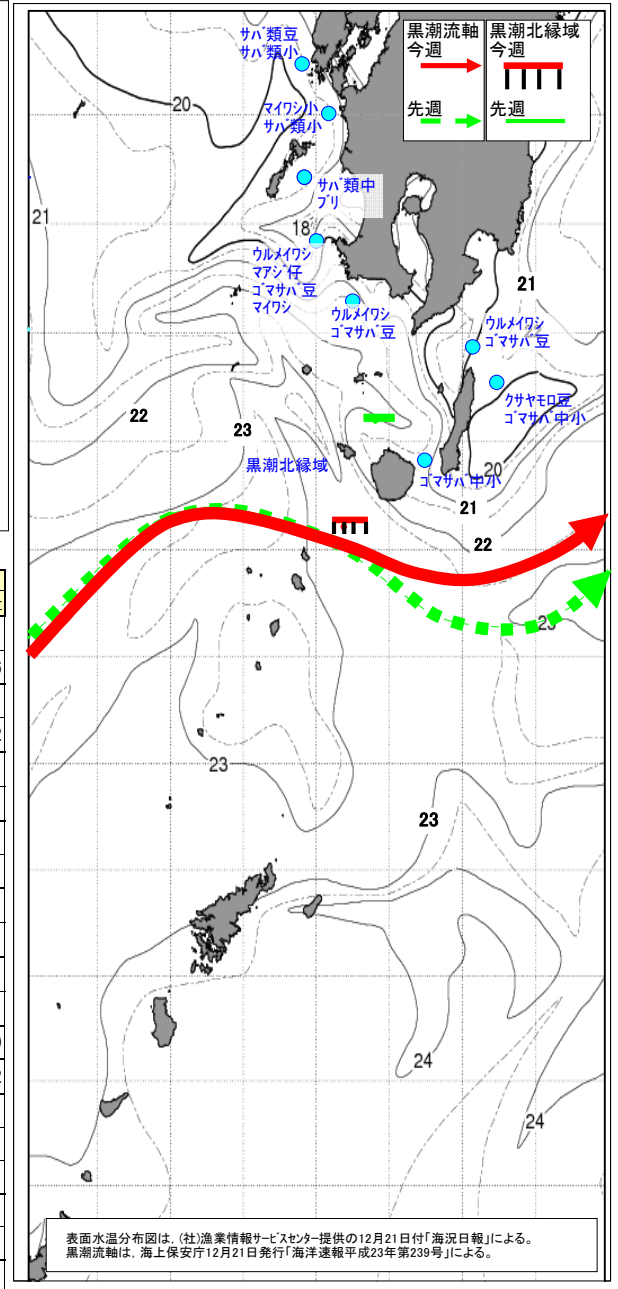 黒潮流軸
今週
先週
黒潮北縁域
今週
先週
サバ類豆
サバ類小
20
マイワシ小
サバ類小
サバ類中
ブリ
21
18
ウルメイワシ
マアジ仔
ゴマサバ豆
マイワシ
21
ウルメイワシ
ゴマサバ豆
ウルメイワシ
ゴマサバ豆
クサヤモロ豆
ゴマサバ中小
22
23
黒潮北縁域
20
ゴマサバ中小
21
22
23
23
23
24
24
表面水温分布図は, (社)漁業情報サービスセンター提供の12月21日付「海況日報」による。
黒潮流軸は, 海上保安庁12月21日発行「海洋速報平成23年第239号」による。